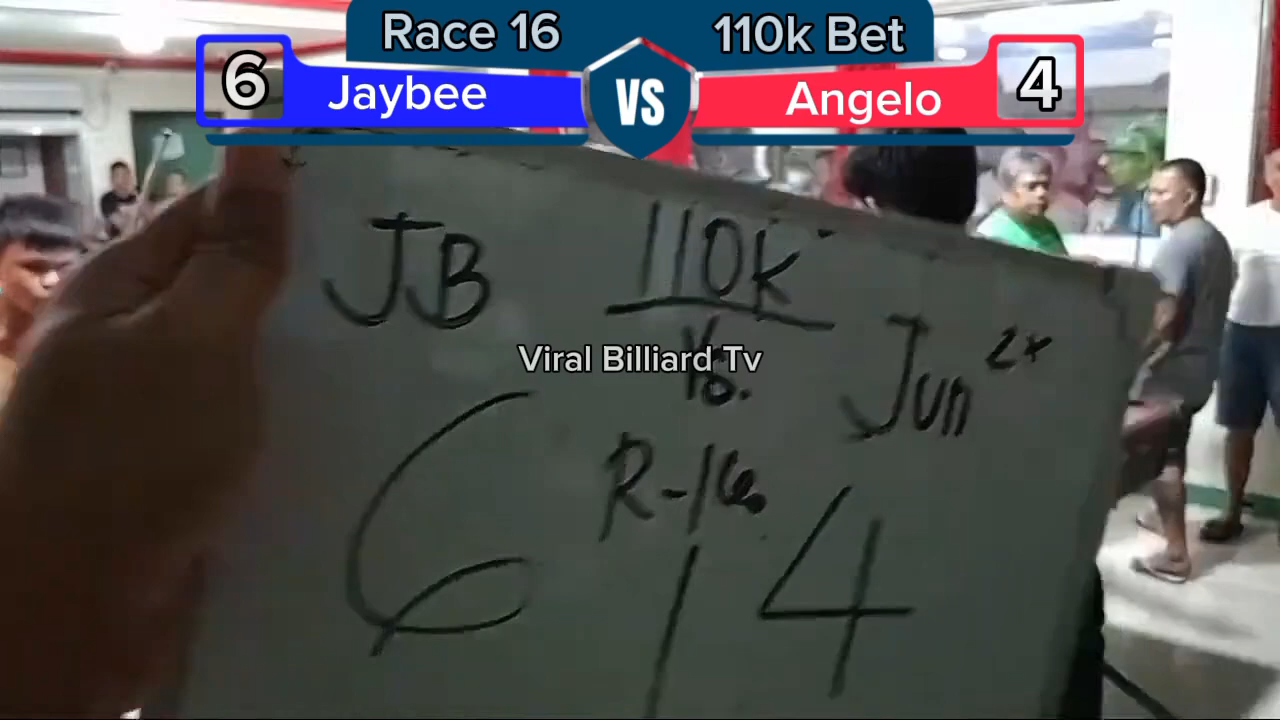 Race 16 110k Bet
6 Jaybee VS Angelo 4
JB 110K Jun 2x
Vs.
Viral Billiard Tv
R-16.
6 / 4